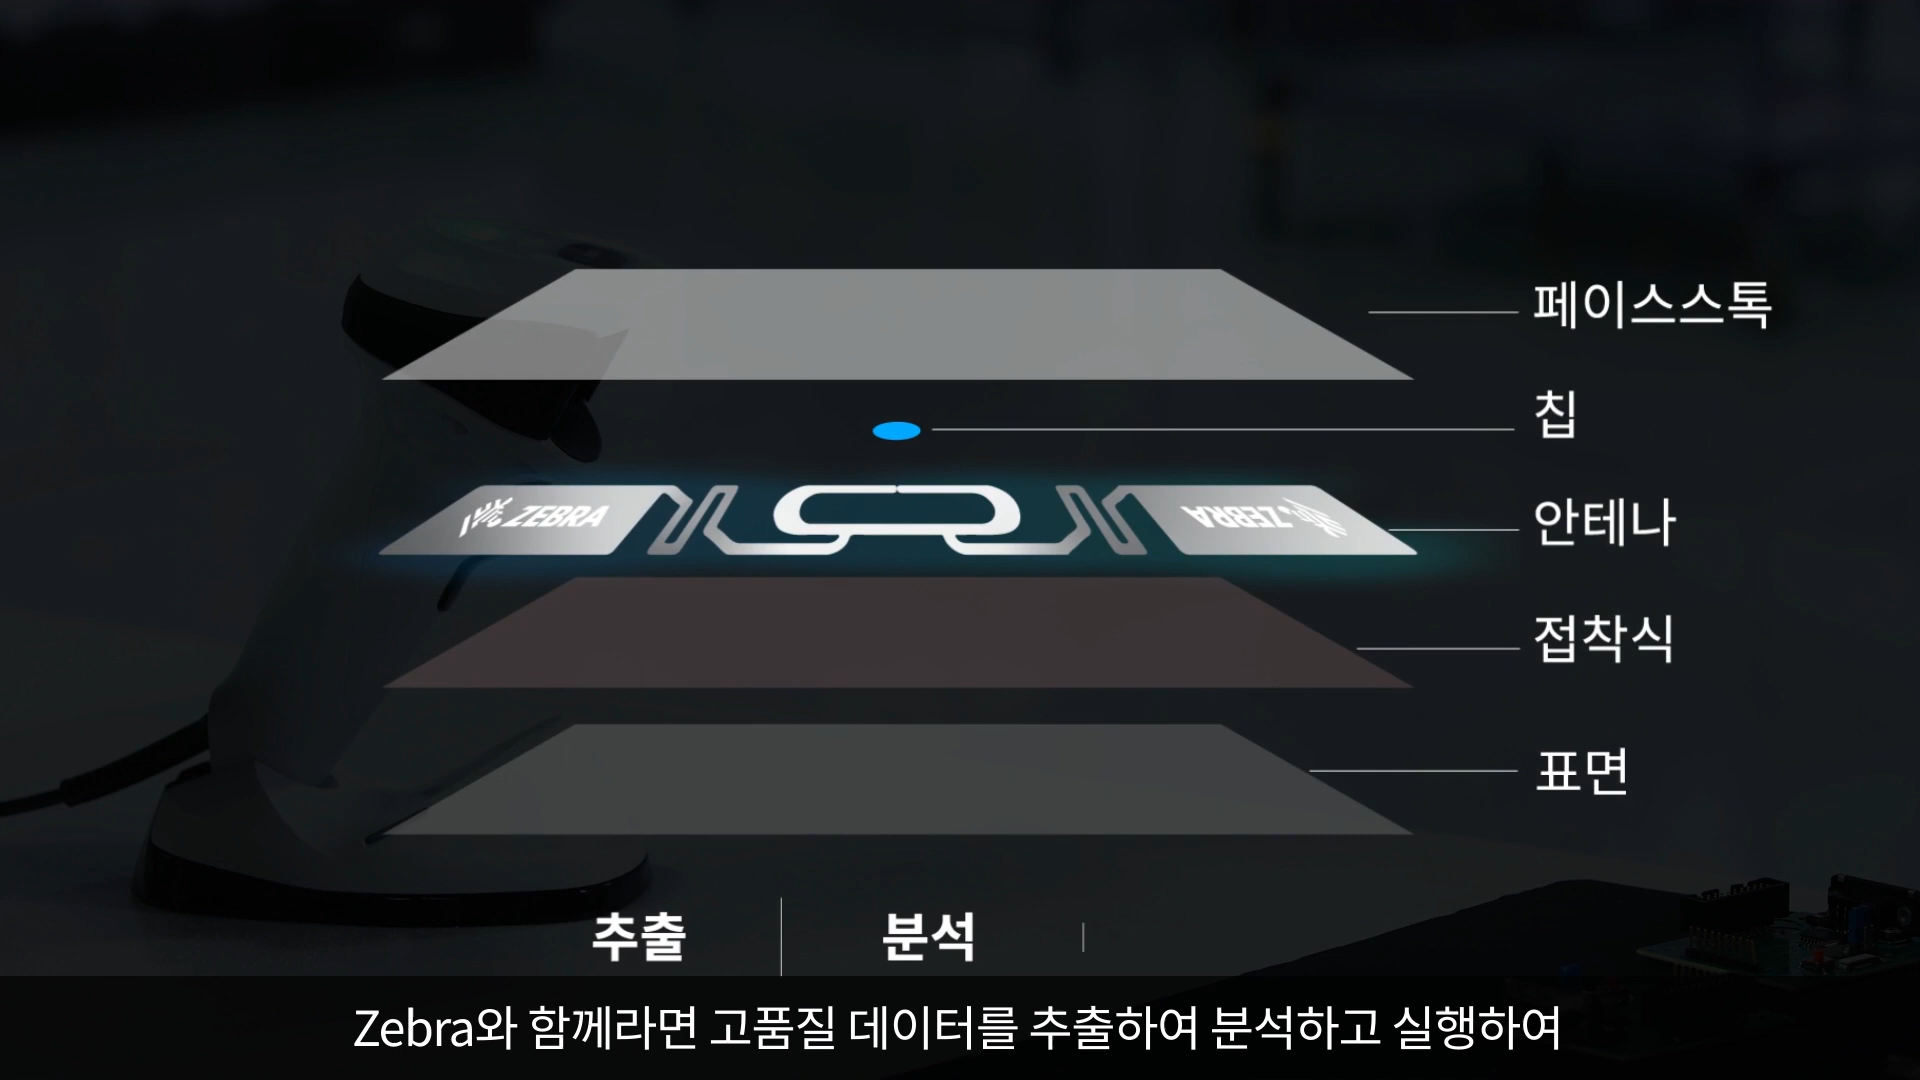 페이스스톡
칩
ZEBRA
ZEBRA
안테나
접착식
표면
추출
분석
Zebra와 함께라면 고품질 데이터를 추출하여 분석하고 실행하여